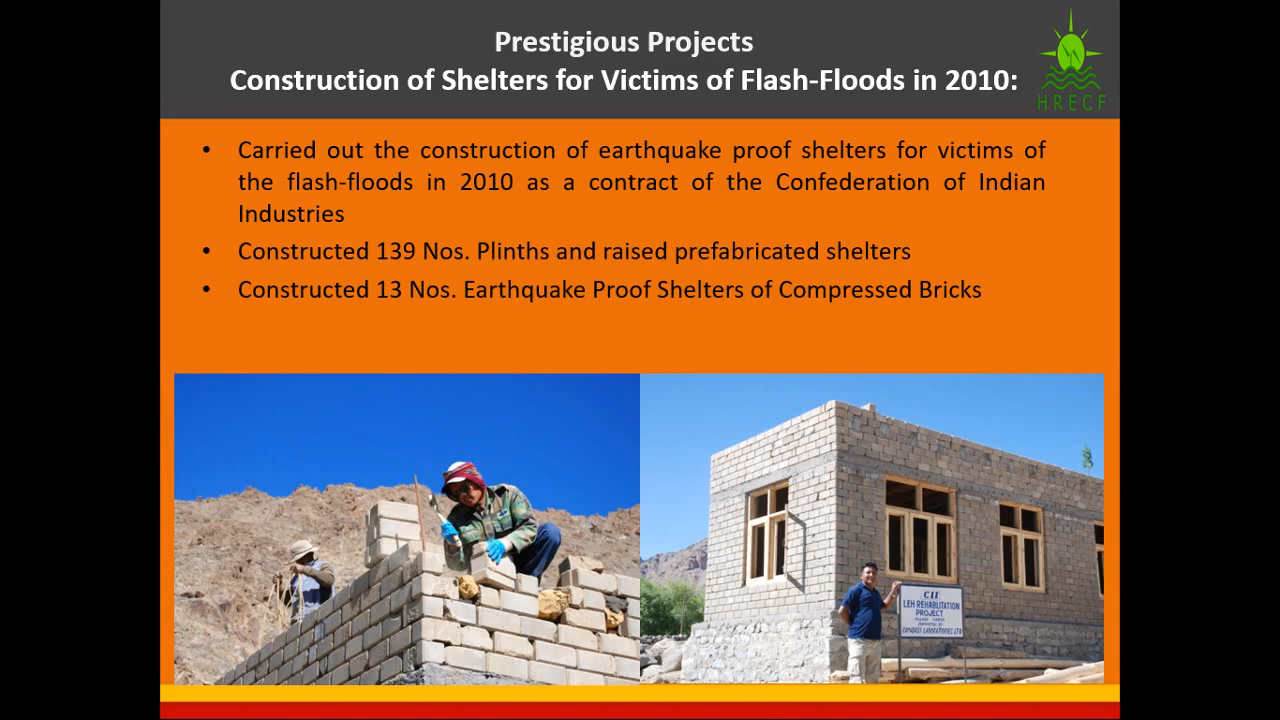 Prestigious Projects
Construction of Shelters for Victims of Flash-Floods in 2010:
HRECF
• Carried out the construction of earthquake proof shelters for victims of
the flash-floods in 2010 as a contract of the Confederation of Indian
Industries
• Constructed 139 Nos. Plinths and raised prefabricated shelters
• Constructed 13 Nos. Earthquake Proof Shelters of Compressed Bricks
CII
LEH REHABLITATION
PROJECT
LABORATORIES LTD